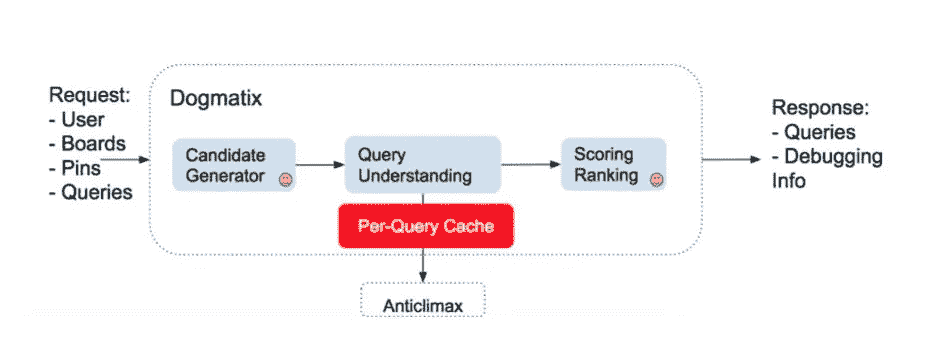 Request:
- User
- Boards
- Pins
- Queries
Dogmatix
Candidate
Generator
Query
Understanding
Scoring
Ranking
Per-Query Cache
Anticlimax
Response:
- Queries
- Debugging
Info